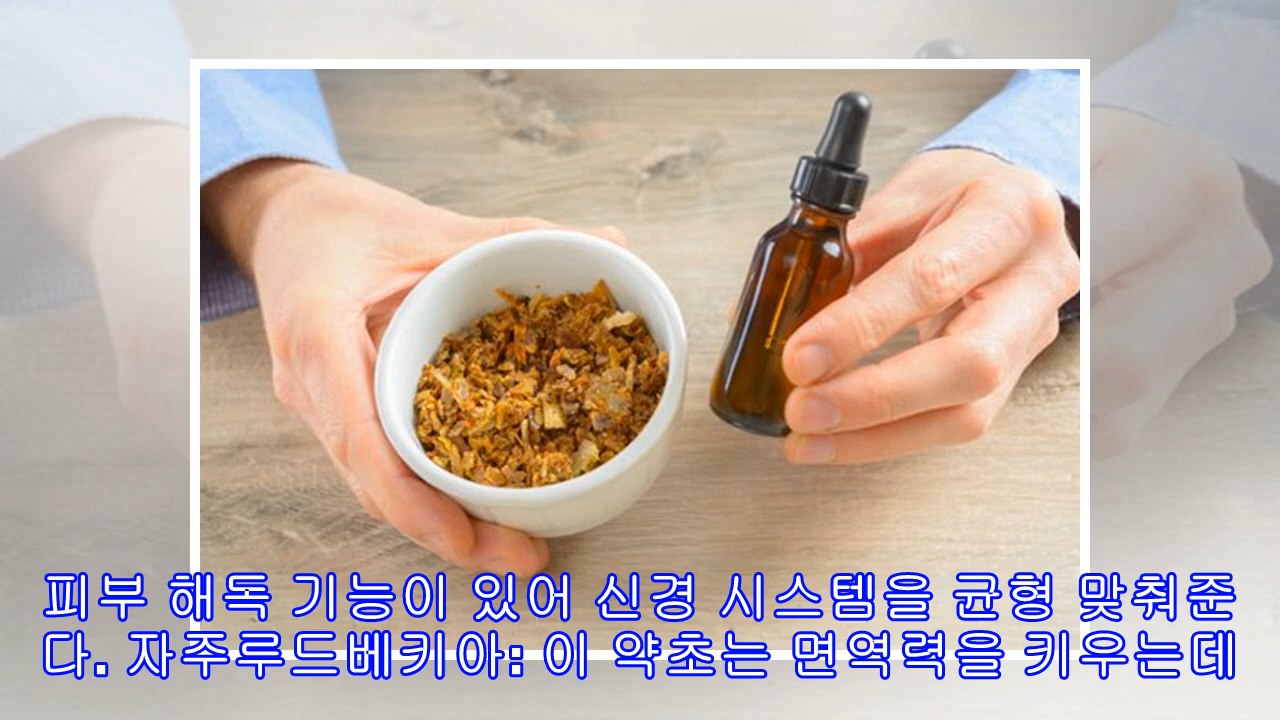 피부 해독 기능이 있어 신경 시스템을 균형 맞춰준
다. 자주루드베키아: 이 약초는 면역력을 키우는데